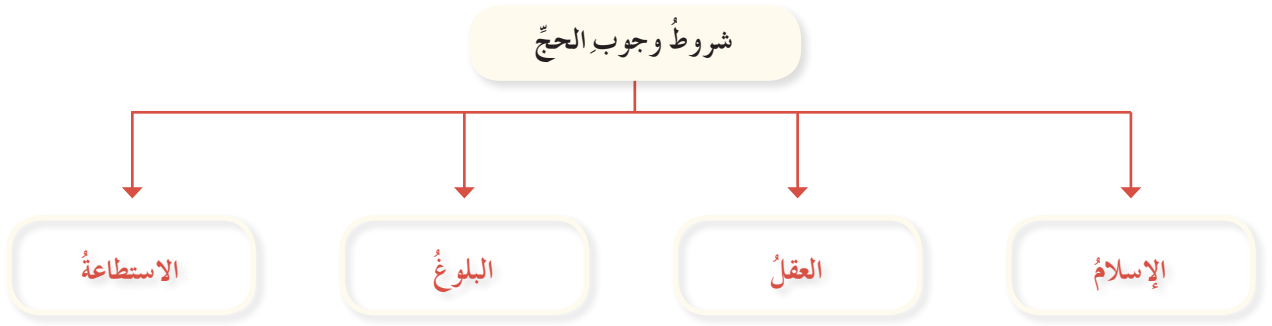 شروطُ وجوبِ الحجِّ
الإسلامُ
العقلُ
البلوغُ
الاستطاعةُ